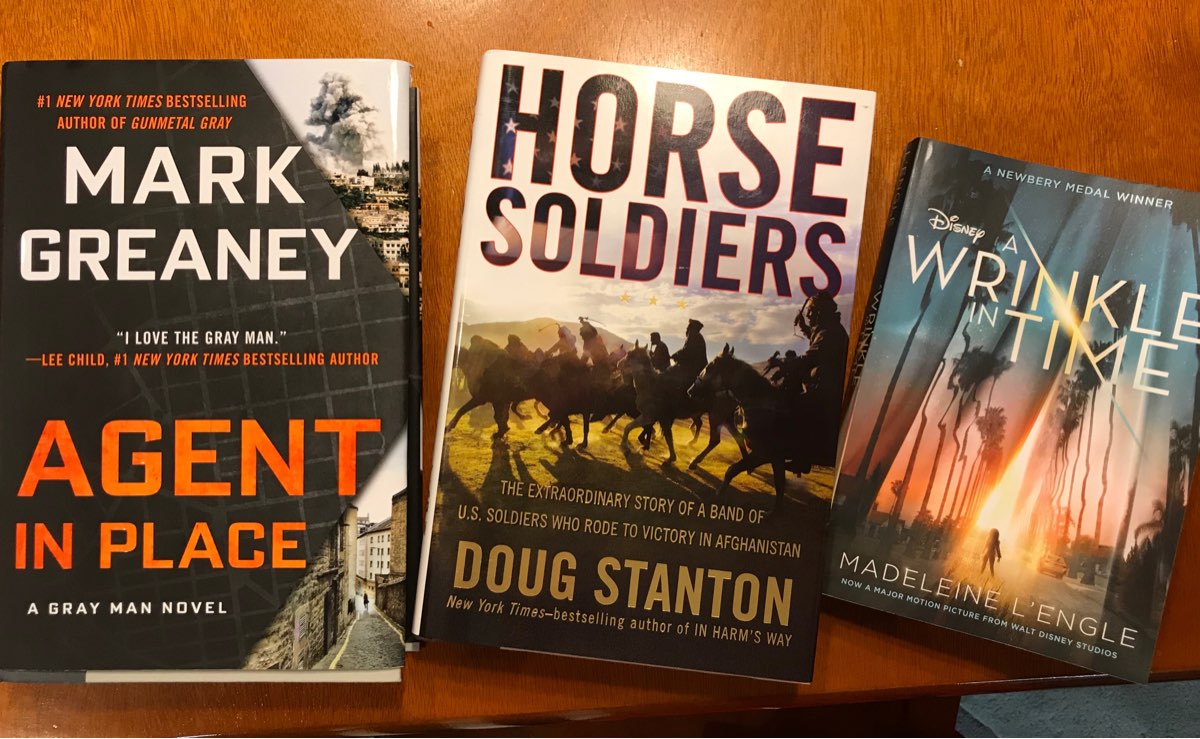 #1 NEW YORK TIMES BESTSELLING
AUTHOR OF GUNMETAL GRAY
MARK
GREANEY
“I LOVE THE GRAY MAN.”
—LEE CHILD, #1 NEW YORK TIMES BESTSELLING AUTHOR
AGENT
IN PLACE
A GRAY MAN NOVEL
HORSE
SOLDIERS
THE EXTRAORDINARY STORY OF A BAND OF
U.S. SOLDIERS WHO RODE TO VICTORY IN AFGHANISTAN
DOUG STANTON
New York Times–bestselling author of IN HARM'S WAY
A NEWBERY MEDAL WINNER
Disney
A
WRINKLE
IN TIME
MADELEINE L'ENGLE
NOW A MAJOR MOTION PICTURE FROM WALT DISNEY STUDIOS
WRINKLE